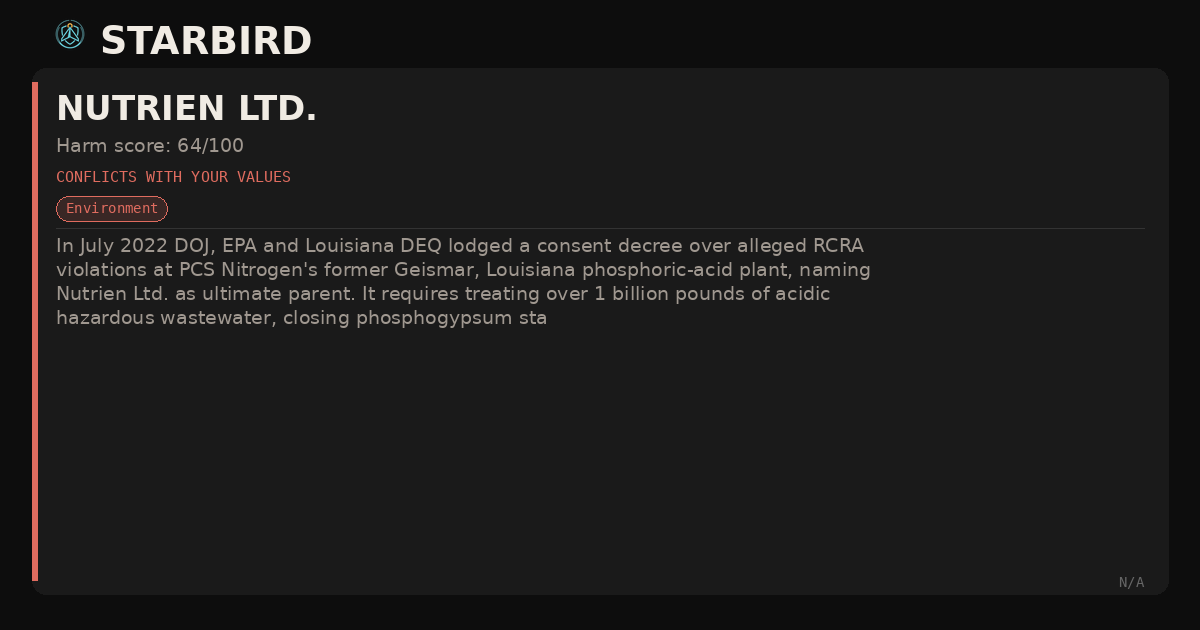 STARBIRD
NUTRIEN LTD.
Harm score: 64/100
CONFLICTS WITH YOUR VALUES
Environment
In July 2022 DOJ, EPA and Louisiana DEQ lodged a consent decree over alleged RCRA
violations at PCS Nitrogen's former Geismar, Louisiana phosphoric-acid plant, naming
Nutrien Ltd. as ultimate parent. It requires treating over 1 billion pounds of acidic
hazardous wastewater, closing phosphogypsum sta
N/A